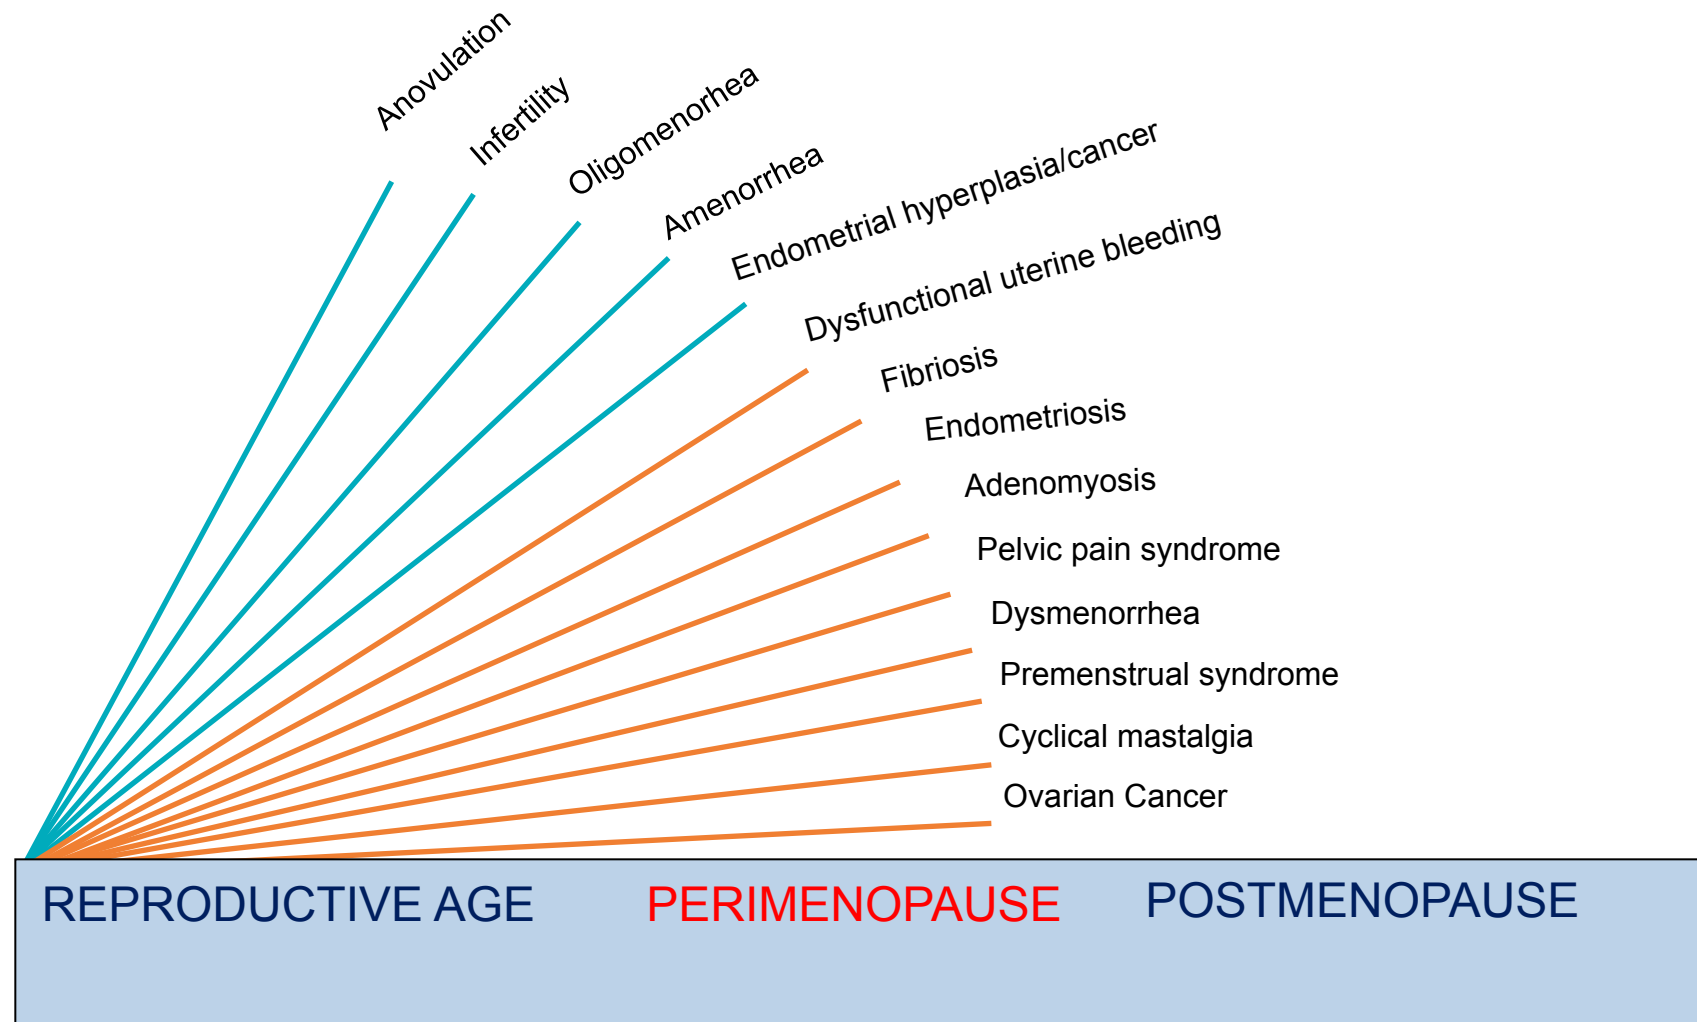 Anovulation
Infertility
Oligomenorhea
Amenorrhea
Endometrial hyperplasia/cancer
Dysfunctional uterine bleeding
Fibriosis
Endometriosis
Adenomyosis
Pelvic pain syndrome
Dysmenorrhea
Premenstrual syndrome
Cyclical mastalgia
Ovarian Cancer
REPRODUCTIVE AGE
PERIMENOPAUSE
POSTMENOPAUSE